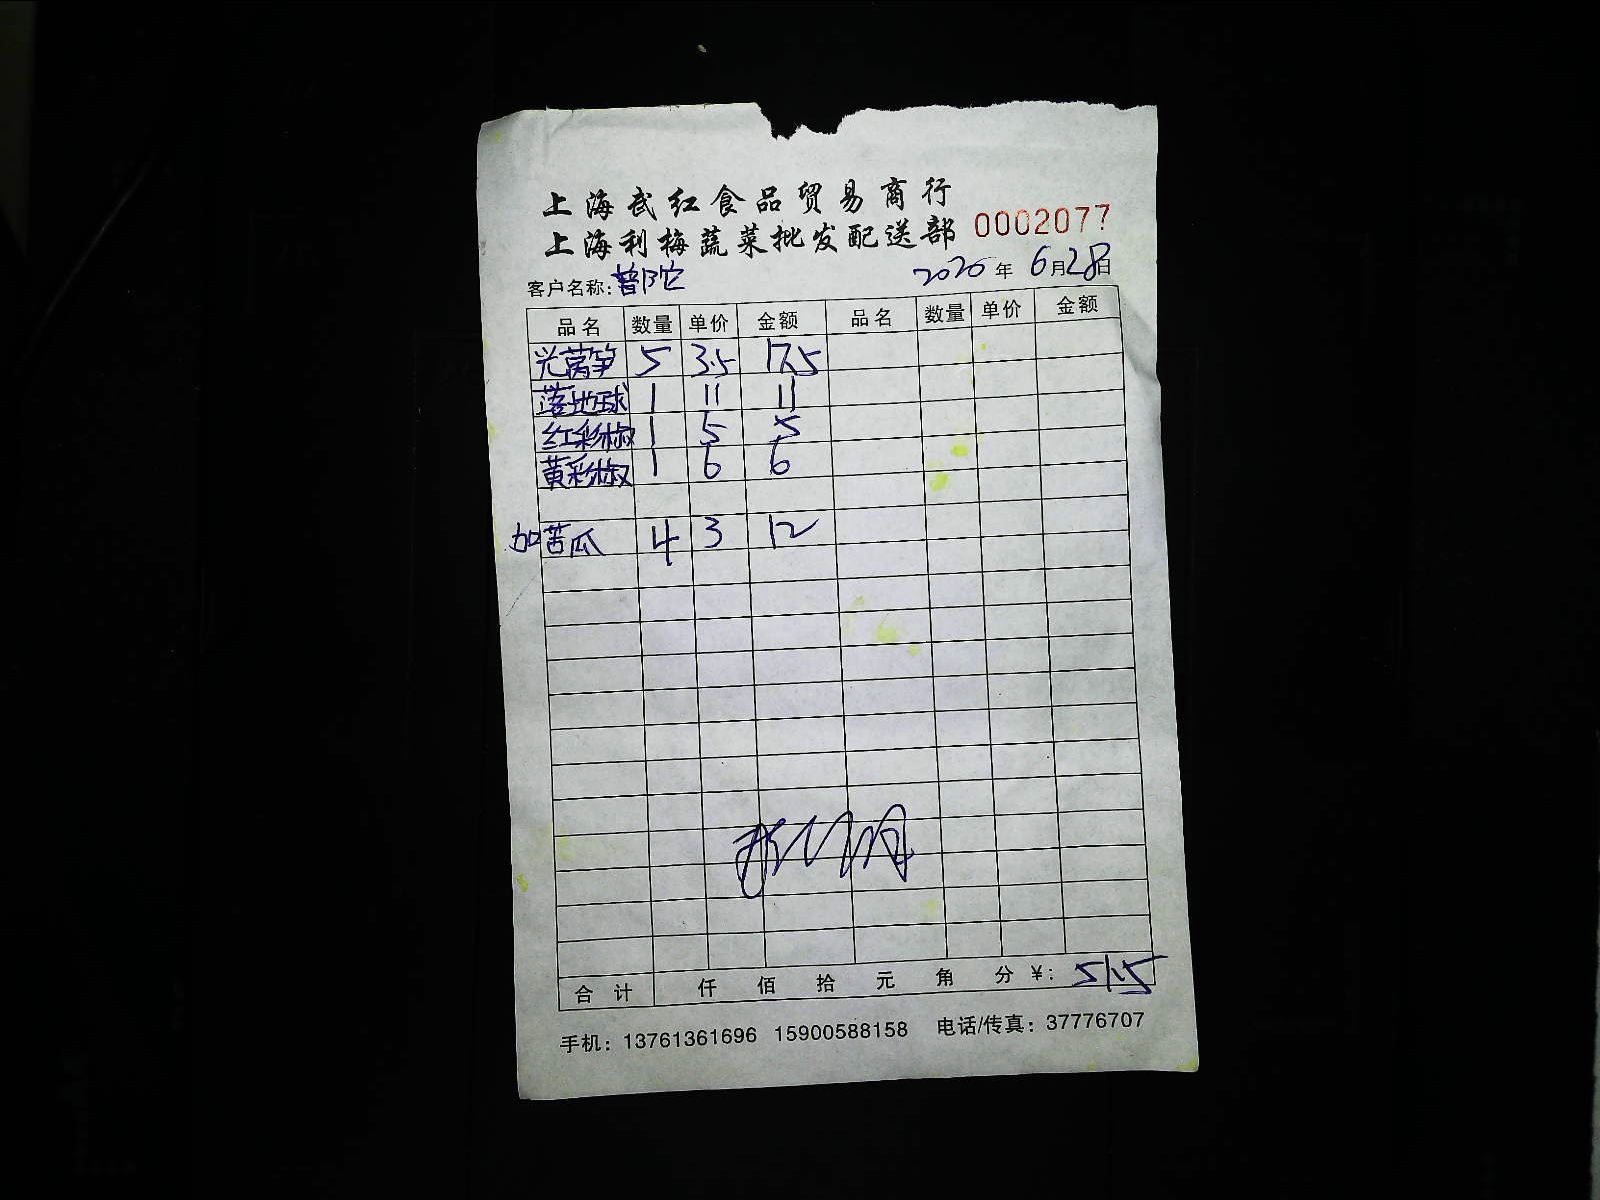 上海武红食品贸易商行
上海利梅蔬菜批发配送部 0002077
客户名称:普陀 2020年6月28日
品名 数量 单价 金额 品名 数量 单价 金额
光莴笋 5 3.5 17.5
落地球 1 11 11
红彩椒 1 5 5
黄彩椒 1 6 6
加苦瓜 4 3 12
合计 仟 佰 拾 元 角 分 ¥: 51.5
手机: 13761361696 15900588158 电话/传真: 37776707